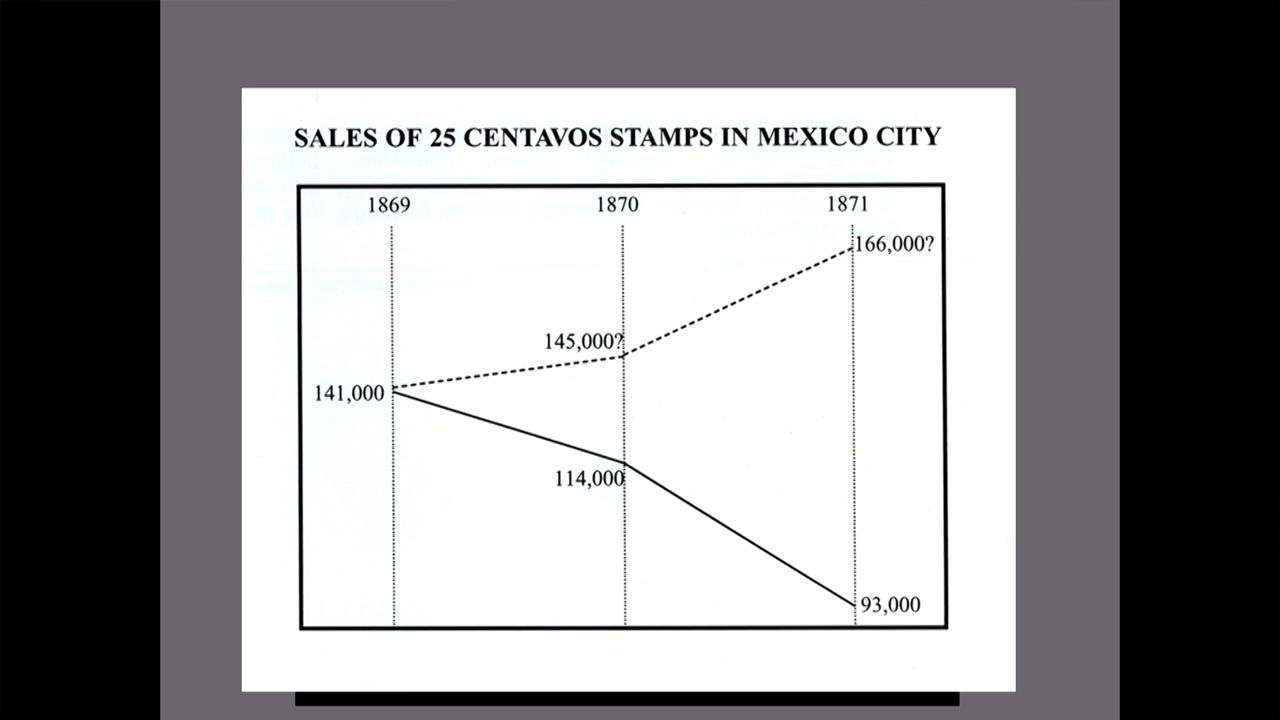 SALES OF 25 CENTAVOS STAMPS IN MEXICO CITY
1869 1870 1871
166,000?
145,000?
141,000
114,000
93,000